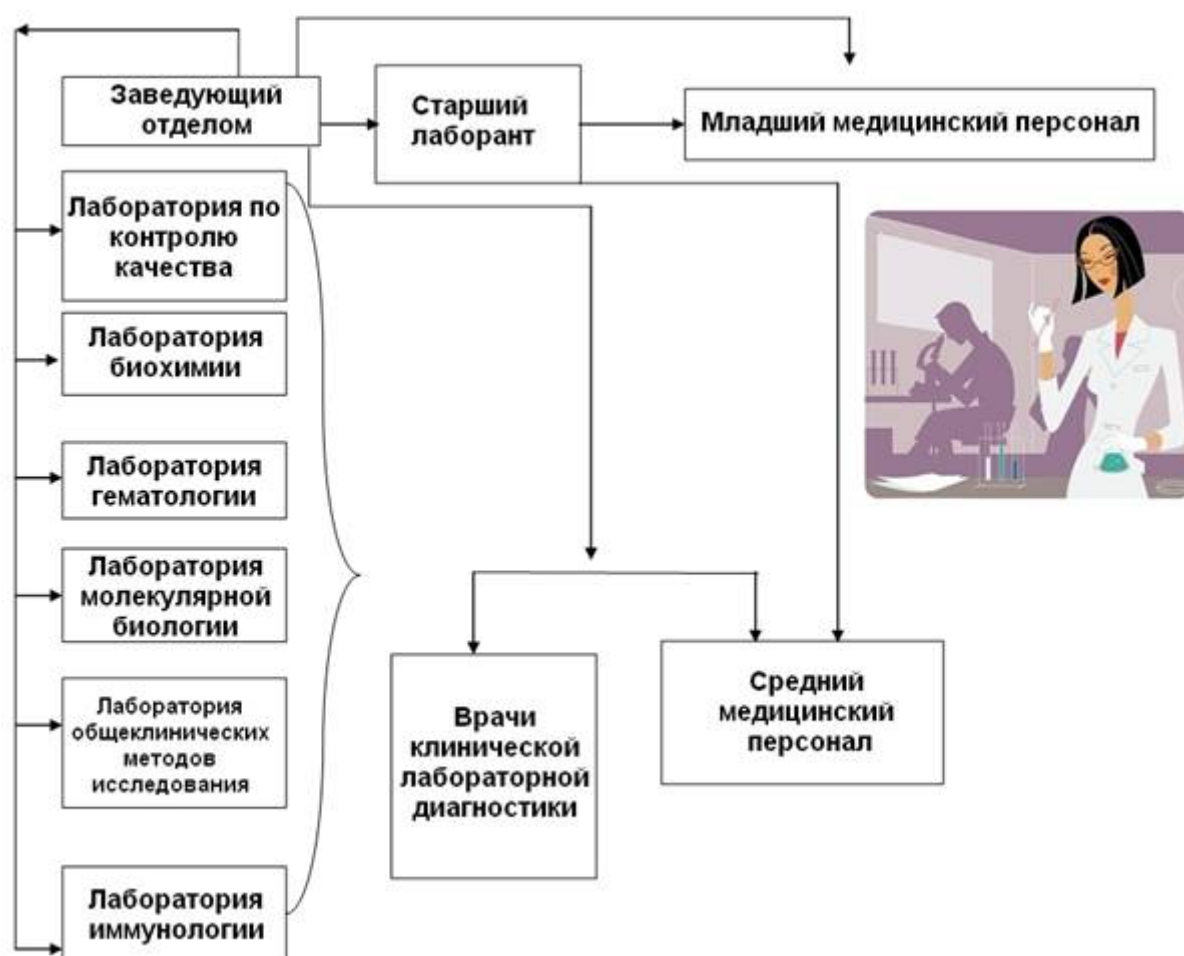 Заведующий
отделом
Старший
лаборант
Младший медицинский персонал
Лаборатория по
контролю
качества
Лаборатория
биохимии
Лаборатория
гематологии
Лаборатория
молекулярной
биологии
Лаборатория
общеклинических
методов
исследования
Лаборатория
иммунологии
Врачи
клинической
лабораторной
диагностики
Средний
медицинский
персонал